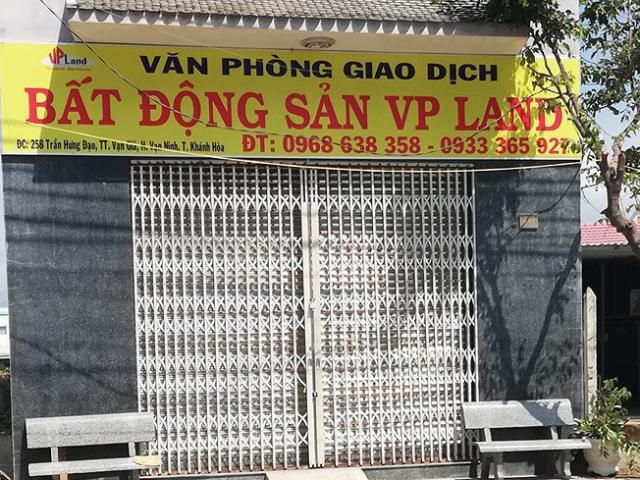 VP Land
VĂN PHÒNG GIAO DỊCH
BẤT ĐỘNG SẢN VP LAND
ĐC: 258 Trần Hưng Đạo, TT. Vạn Giã, H. Vạn Ninh, T. Khánh Hòa
ĐT: 0968 638 358 - 0933 365 927